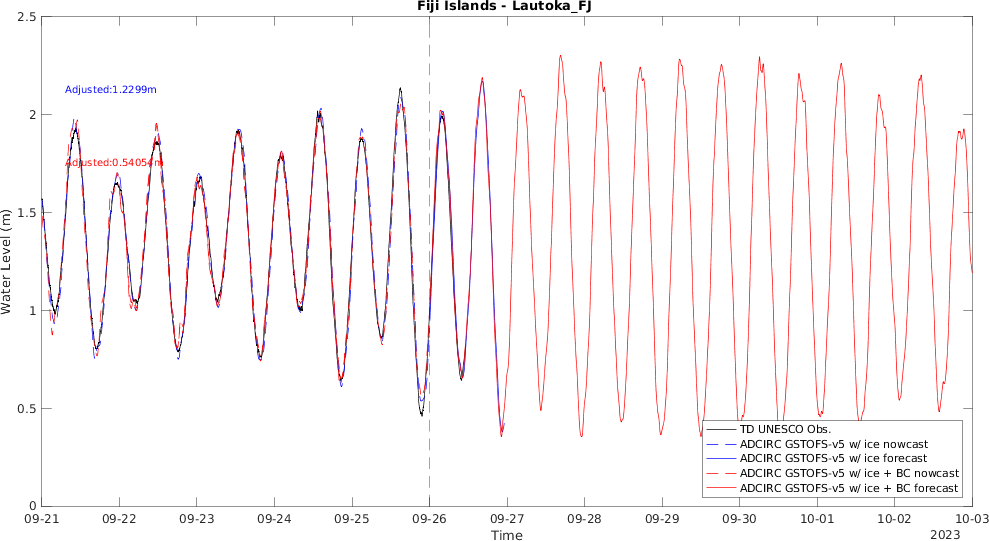 Fiji Islands - Lautoka_FJ
2.5
2
1.5
1
0.5
0
Water Level (m)
Adjusted:1.2299m
Adjusted:0.54054m
TD UNESCO Obs.
ADCIRC GSTOFS-v5 w/ ice nowcast
ADCIRC GSTOFS-v5 w/ ice forecast
ADCIRC GSTOFS-v5 w/ ice + BC nowcast
ADCIRC GSTOFS-v5 w/ ice + BC forecast
09-21 09-22 09-23 09-24 09-25 09-26 09-27 09-28 09-29 09-30 10-01 10-02 10-03
Time
2023